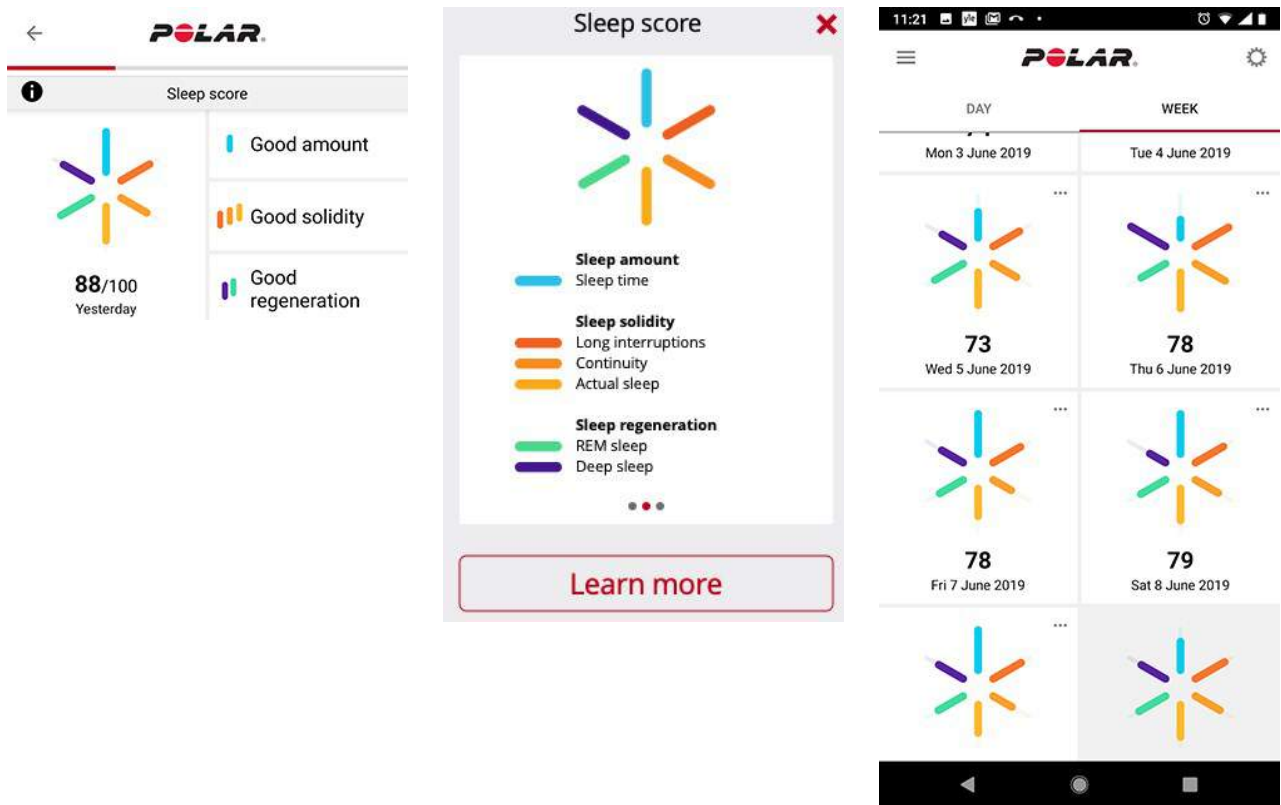 POLAR.
Sleep score
Good amount
Good solidity
Good
regeneration
88/100
Yesterday
Sleep score
Sleep amount
Sleep time
Sleep solidity
Long interruptions
Continuity
Actual sleep
Sleep regeneration
REM sleep
Deep sleep
Learn more
11:21
POLAR.
DAY WEEK
Mon 3 June 2019 Tue 4 June 2019
73 78
Wed 5 June 2019 Thu 6 June 2019
78 79
Fri 7 June 2019 Sat 8 June 2019